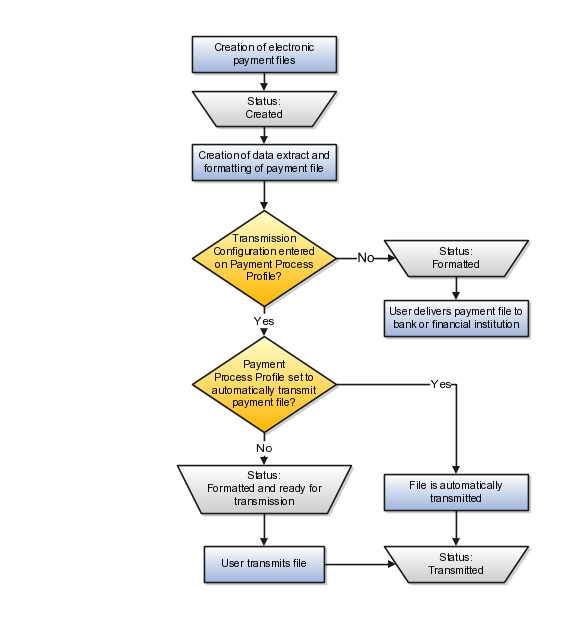 Creation of electronic
payment files
Status:
Created
Creation of data extract and
formatting of payment file
Transmission
Configuration entered
on Payment Process
Profile?
No
Status:
Formatted
User delivers payment file to
bank or financial institution
Yes
Payment
Process Profile set to
automatically transmit
payment file?
Yes
No
Status:
Formatted and ready for
transmission
File is automatically
transmitted
User transmits file
Status:
Transmitted